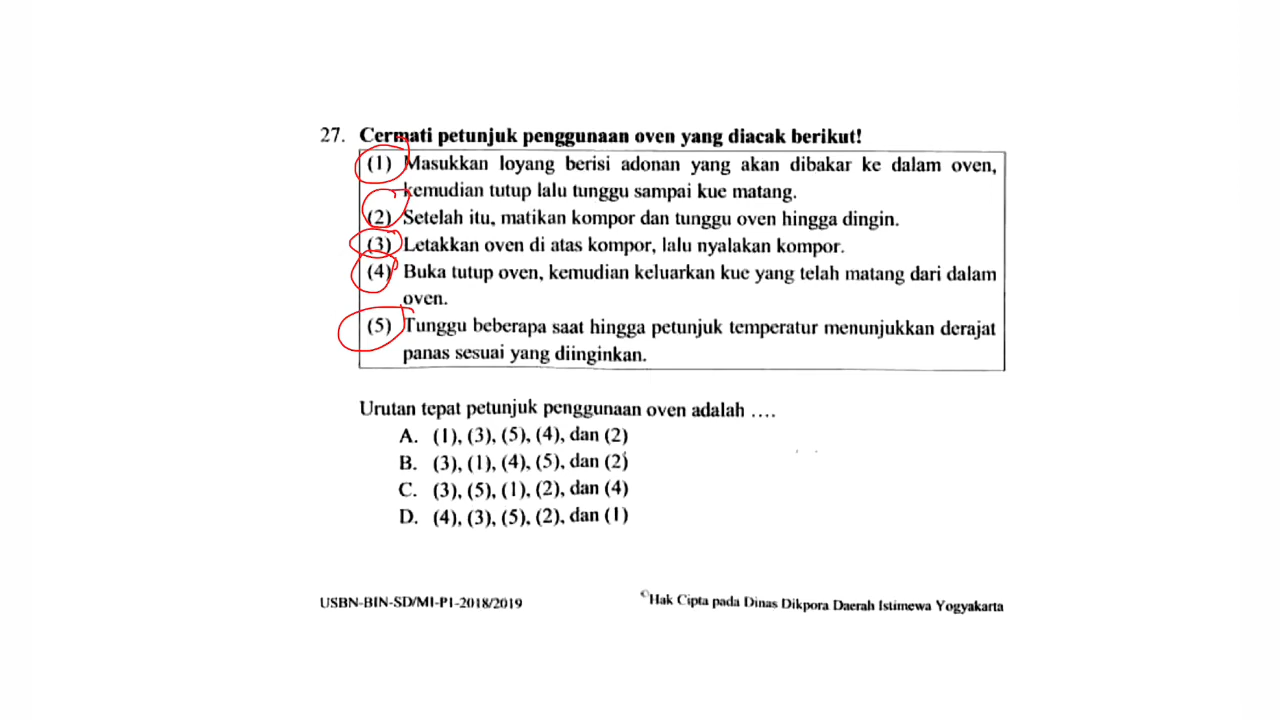 27. Cermati petunjuk penggunaan oven yang diacak berikut!
(1) Masukkan loyang berisi adonan yang akan dibakar ke dalam oven,
kemudian tutup lalu tunggu sampai kue matang.
(2) Setelah itu, matikan kompor dan tunggu oven hingga dingin.
(3) Letakkan oven di atas kompor, lalu nyalakan kompor.
(4) Buka tutup oven, kemudian keluarkan kue yang telah matang dari dalam
oven.
(5) Tunggu beberapa saat hingga petunjuk temperatur menunjukkan derajat
panas sesuai yang diinginkan.
Urutan tepat petunjuk penggunaan oven adalah ....
A. (1), (3), (5), (4), dan (2)
B. (3), (1), (4), (5), dan (2)
C. (3), (5), (1), (2), dan (4)
D. (4), (3), (5), (2), dan (1)
USBN-BIN-SD/MI-P1-2018/2019
©Hak Cipta pada Dinas Dikpora Daerah Istimewa Yogyakarta